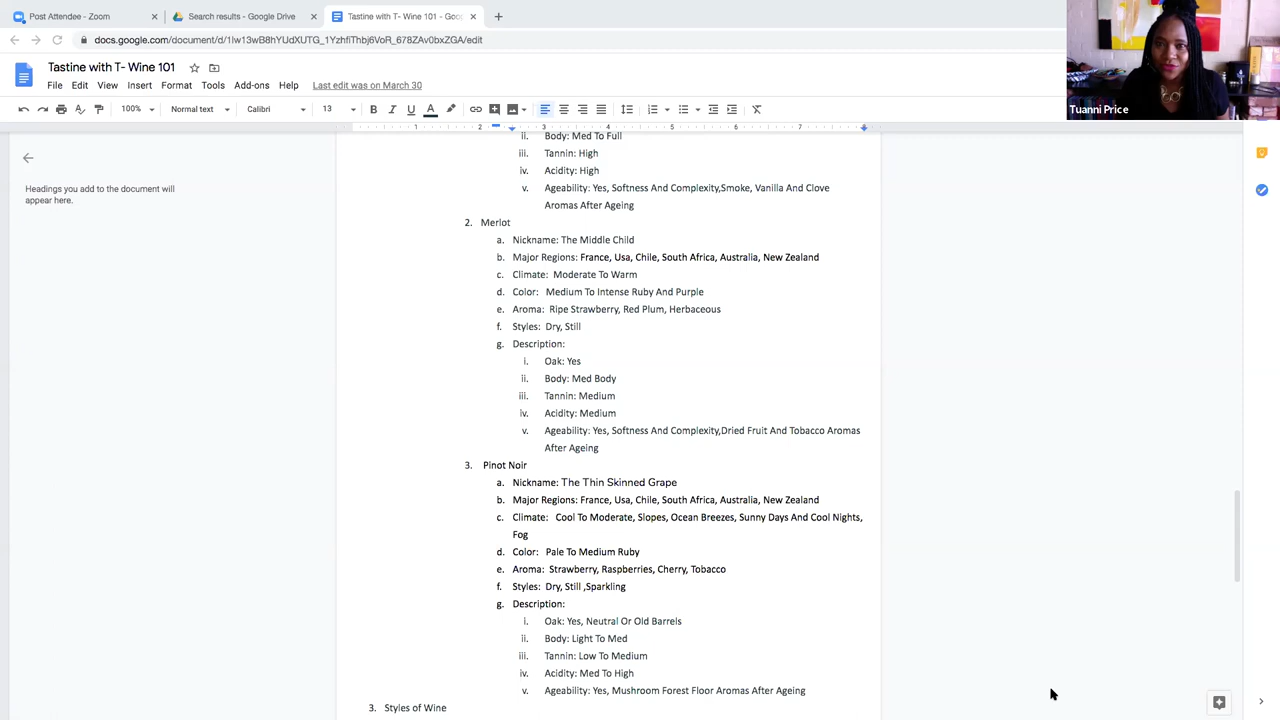 Post Attendee - Zoom
Search results - Google Drive
Tastine with T- Wine 101 - Goo
docs.google.com/document/d/1lw13wB8hYUdXUTG_1YzhfiThbj6VoR_678ZAv0bxZGA/edit
Tastine with T- Wine 101
File Edit View Insert Format Tools Add-ons Help Last edit was on March 30
100% Normal text Calibri 13
Tuanni Price
1 2 3 4 5 6 7
Headings you add to the document will
appear here.
ii. Body: Med To Full
iii. Tannin: High
iv. Acidity: High
v. Ageability: Yes, Softness And Complexity,Smoke, Vanilla And Clove
Aromas After Ageing
2. Merlot
a. Nickname: The Middle Child
b. Major Regions: France, Usa, Chile, South Africa, Australia, New Zealand
c. Climate: Moderate To Warm
d. Color: Medium To Intense Ruby And Purple
e. Aroma: Ripe Strawberry, Red Plum, Herbaceous
f. Styles: Dry, Still
g. Description:
i. Oak: Yes
ii. Body: Med Body
iii. Tannin: Medium
iv. Acidity: Medium
v. Ageability: Yes, Softness And Complexity,Dried Fruit And Tobacco Aromas
After Ageing
3. Pinot Noir
a. Nickname: The Thin Skinned Grape
b. Major Regions: France, Usa, Chile, South Africa, Australia, New Zealand
c. Climate: Cool To Moderate, Slopes, Ocean Breezes, Sunny Days And Cool Nights,
Fog
d. Color: Pale To Medium Ruby
e. Aroma: Strawberry, Raspberries, Cherry, Tobacco
f. Styles: Dry, Still ,Sparkling
g. Description:
i. Oak: Yes, Neutral Or Old Barrels
ii. Body: Light To Med
iii. Tannin: Low To Medium
iv. Acidity: Med To High
v. Ageability: Yes, Mushroom Forest Floor Aromas After Ageing
3. Styles of Wine